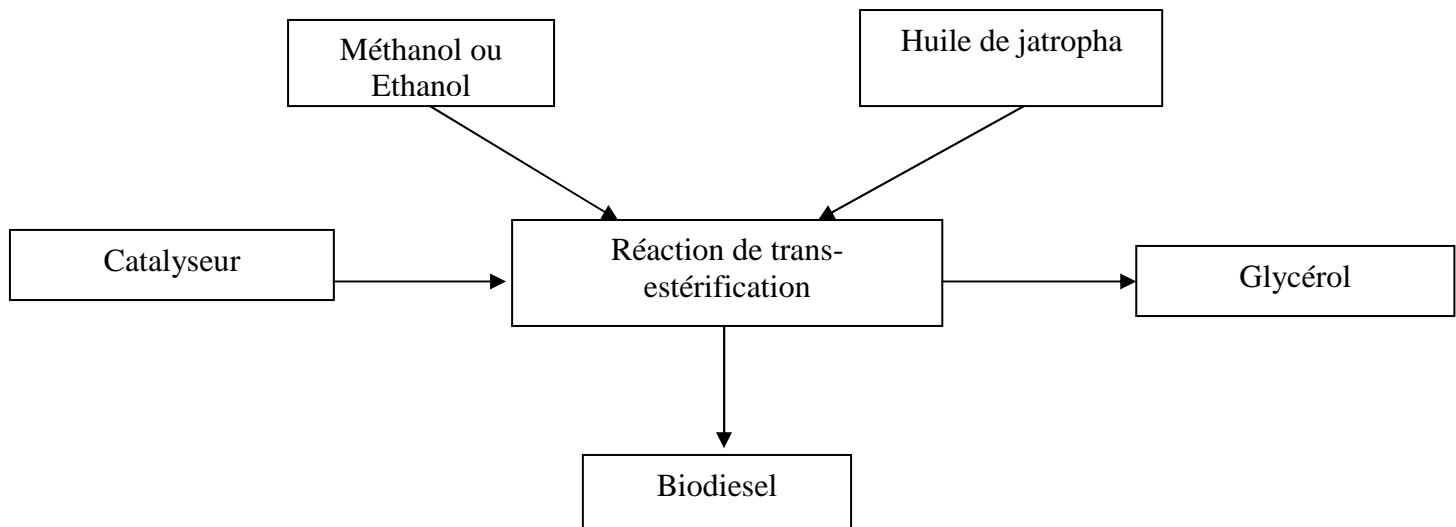 Méthanol ou
Ethanol
Huile de jatropha
Catalyseur
Réaction de trans-
estérification
Glycérol
Biodiesel